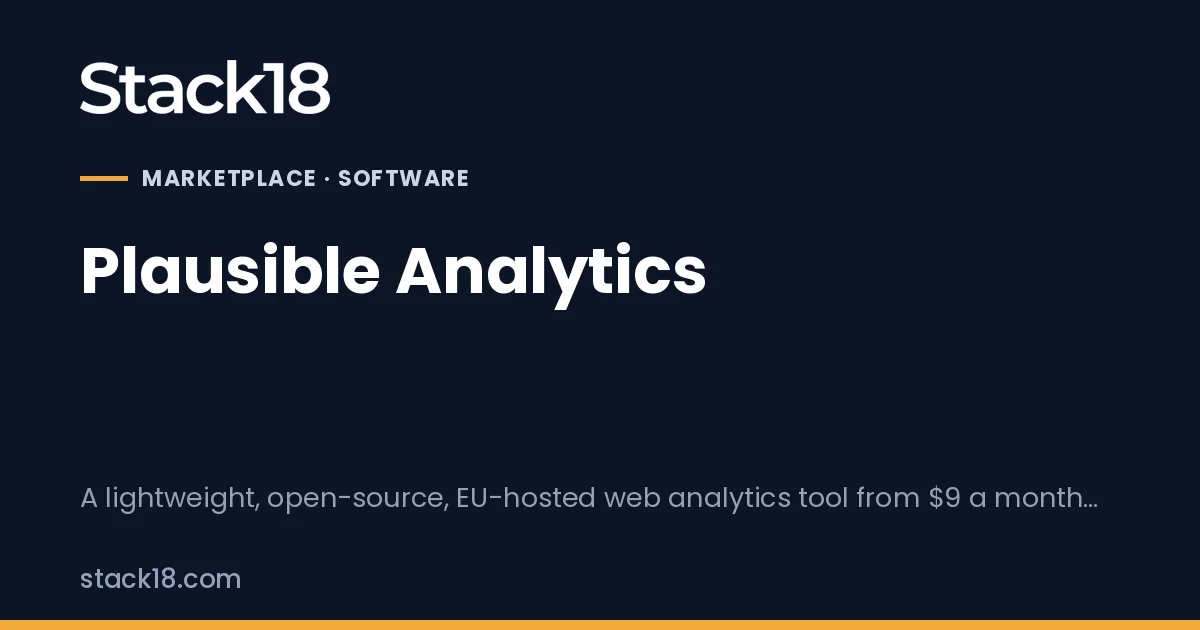 Stack18
MARKETPLACE · SOFTWARE
Plausible Analytics
A lightweight, open-source, EU-hosted web analytics tool from $9 a month...
stack18.com